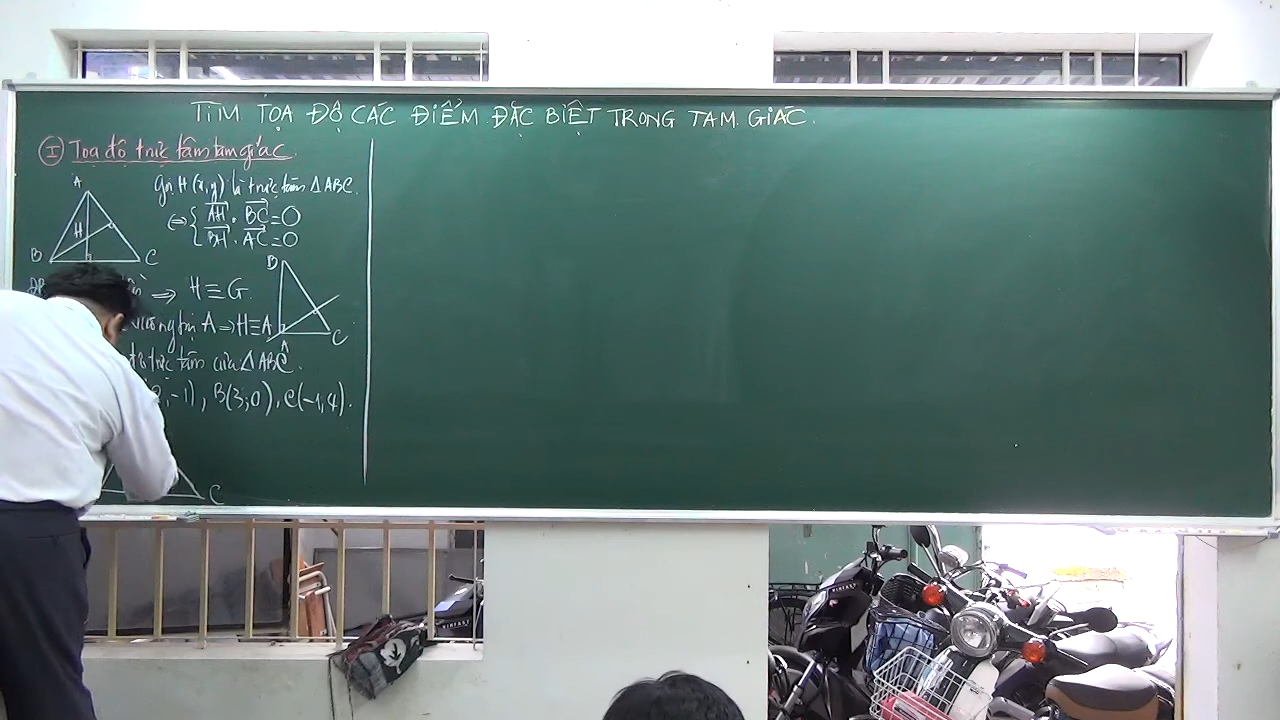 TÌM TỌA ĐỘ CÁC ĐIỂM ĐẶC BIỆT TRONG TAM GIÁC.
I Tọa độ trực tâm tam giác
A
H
B
C
Gọi H(x,y) là trực tâm ΔABC.
⇔ { AH . BC = 0
BH . AC = 0
⇒ H ≡ G.
vuông tại A ⇒ H ≡ A
B
A
C
trực tâm của ΔABC.
; -1), B(3; 0), C(-1, 4).
C